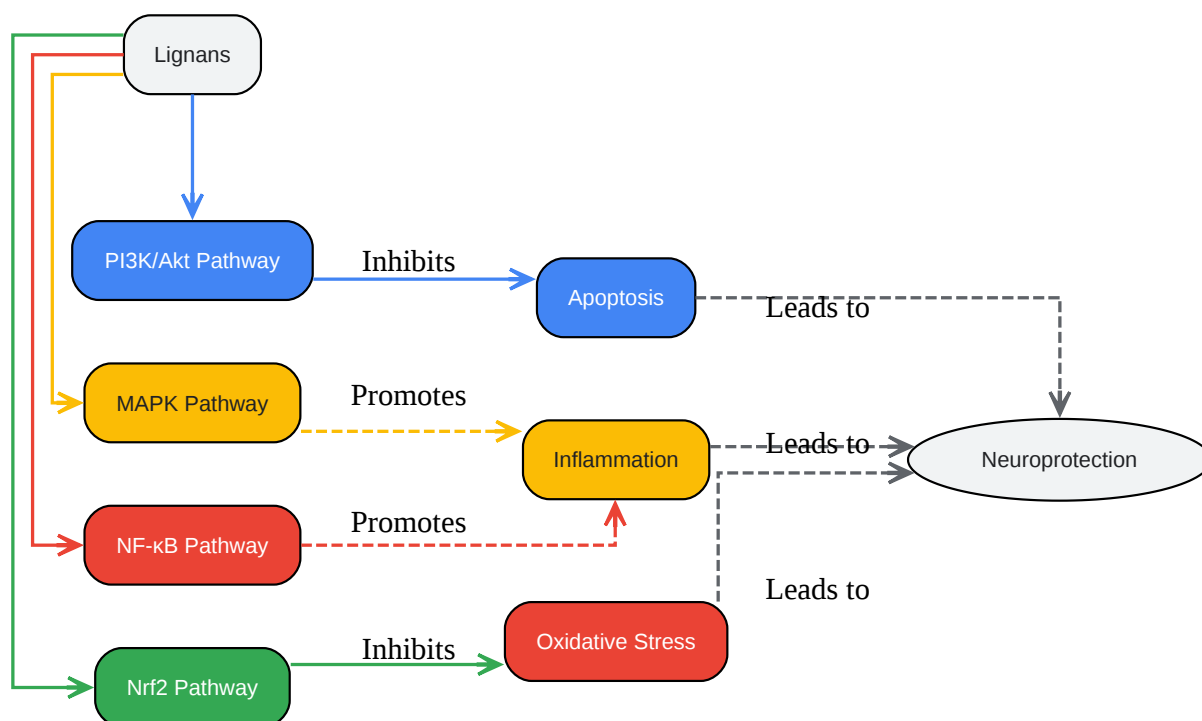 Lignans
PI3K/Akt Pathway
Inhibits
Apoptosis
Leads to
MAPK Pathway
Promotes
Inflammation
Leads to
Neuroprotection
NF-κB Pathway
Promotes
Leads to
Nrf2 Pathway
Inhibits
Oxidative Stress